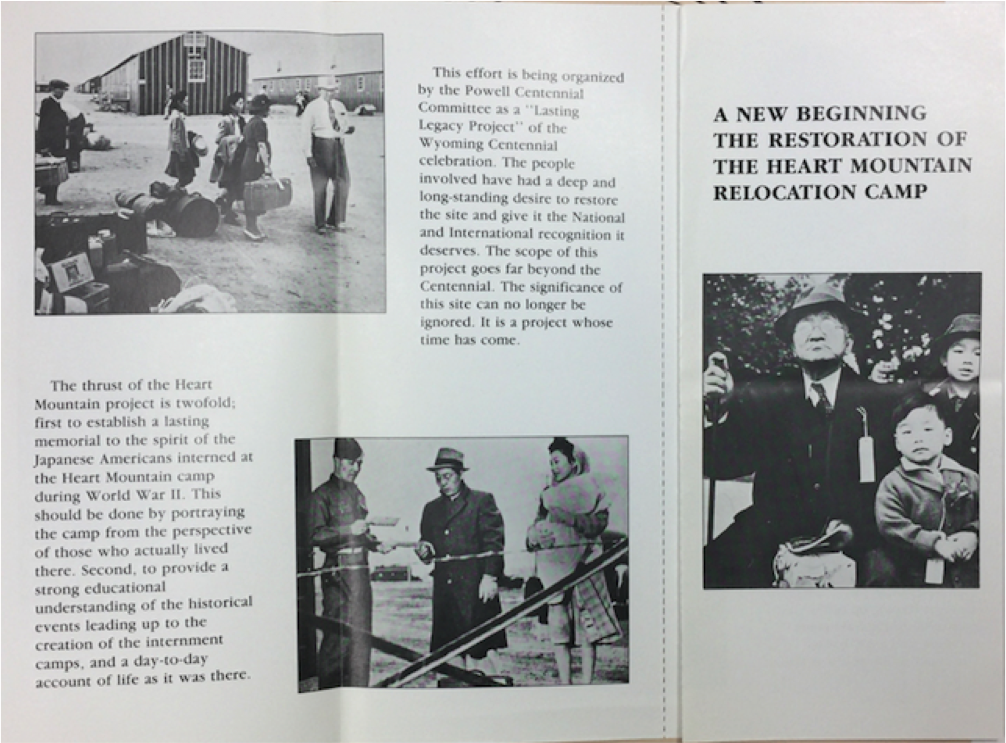 This effort is being organized
by the Powell Centennial
Committee as a "Lasting
Legacy Project" of the
Wyoming Centennial
celebration. The people
involved have had a deep and
long-standing desire to restore
the site and give it the National
and International recognition it
deserves. The scope of this
project goes far beyond the
Centennial. The significance of
this site can no longer be
ignored. It is a project whose
time has come.
The thrust of the Heart
Mountain project is twofold;
first to establish a lasting
memorial to the spirit of the
Japanese Americans interned at
the Heart Mountain camp
during World War II. This
should be done by portraying
the camp from the perspective
of those who actually lived
there. Second, to provide a
strong educational
understanding of the historical
events leading up to the
creation of the internment
camps, and a day-to-day
account of life as it was there.
A NEW BEGINNING
THE RESTORATION OF
THE HEART MOUNTAIN
RELOCATION CAMP